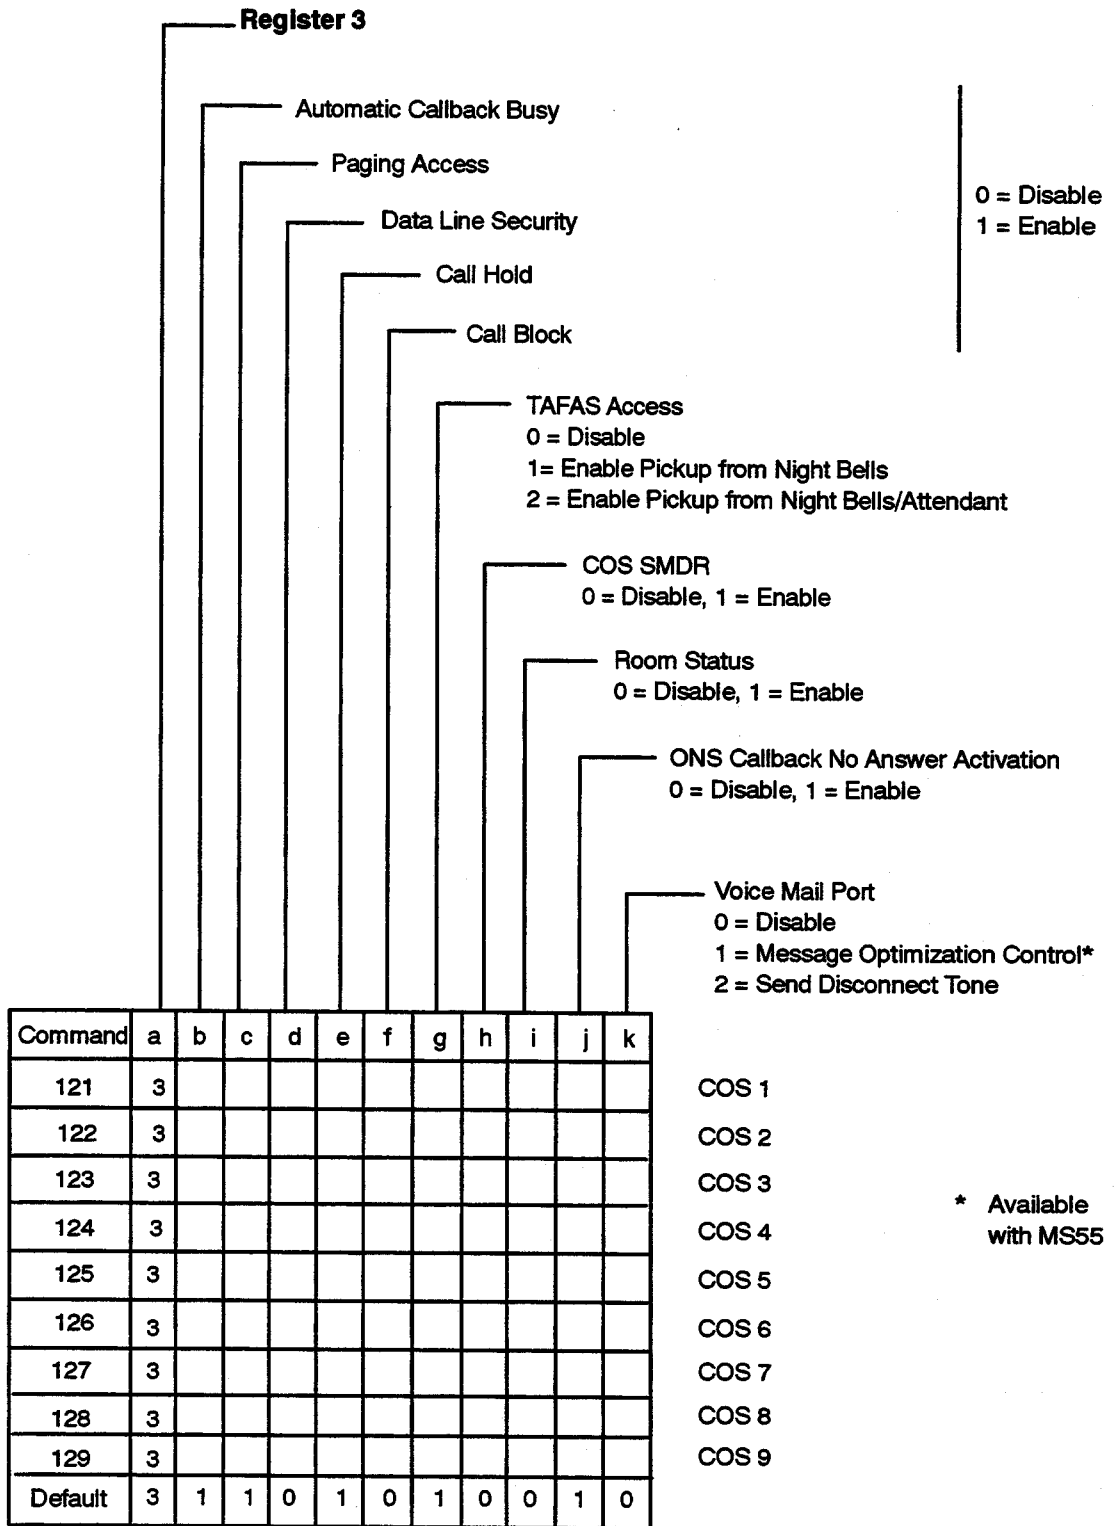 Register 3
Automatic Callback Busy
Paging Access
0 = Disable
1 = Enable
Data Line Security
Call Hold
Call Block
TAFAS Access
0 = Disable
1= Enable Pickup from Night Bells
2 = Enable Pickup from Night Bells/Attendant
COS SMDR
0 = Disable, 1 = Enable
Room Status
0 = Disable, 1 = Enable
ONS Callback No Answer Activation
0 = Disable, 1 = Enable
Voice Mail Port
0 = Disable
1 = Message Optimization Control*
2 = Send Disconnect Tone
Command a b c d e f g h i j k
121 3 COS 1
122 3 COS 2
123 3 COS 3
124 3 COS 4
125 3 COS 5
126 3 COS 6
127 3 COS 7
128 3 COS 8
129 3 COS 9
Default 3 1 1 0 1 0 1 0 0 1 0
* Available
with MS55